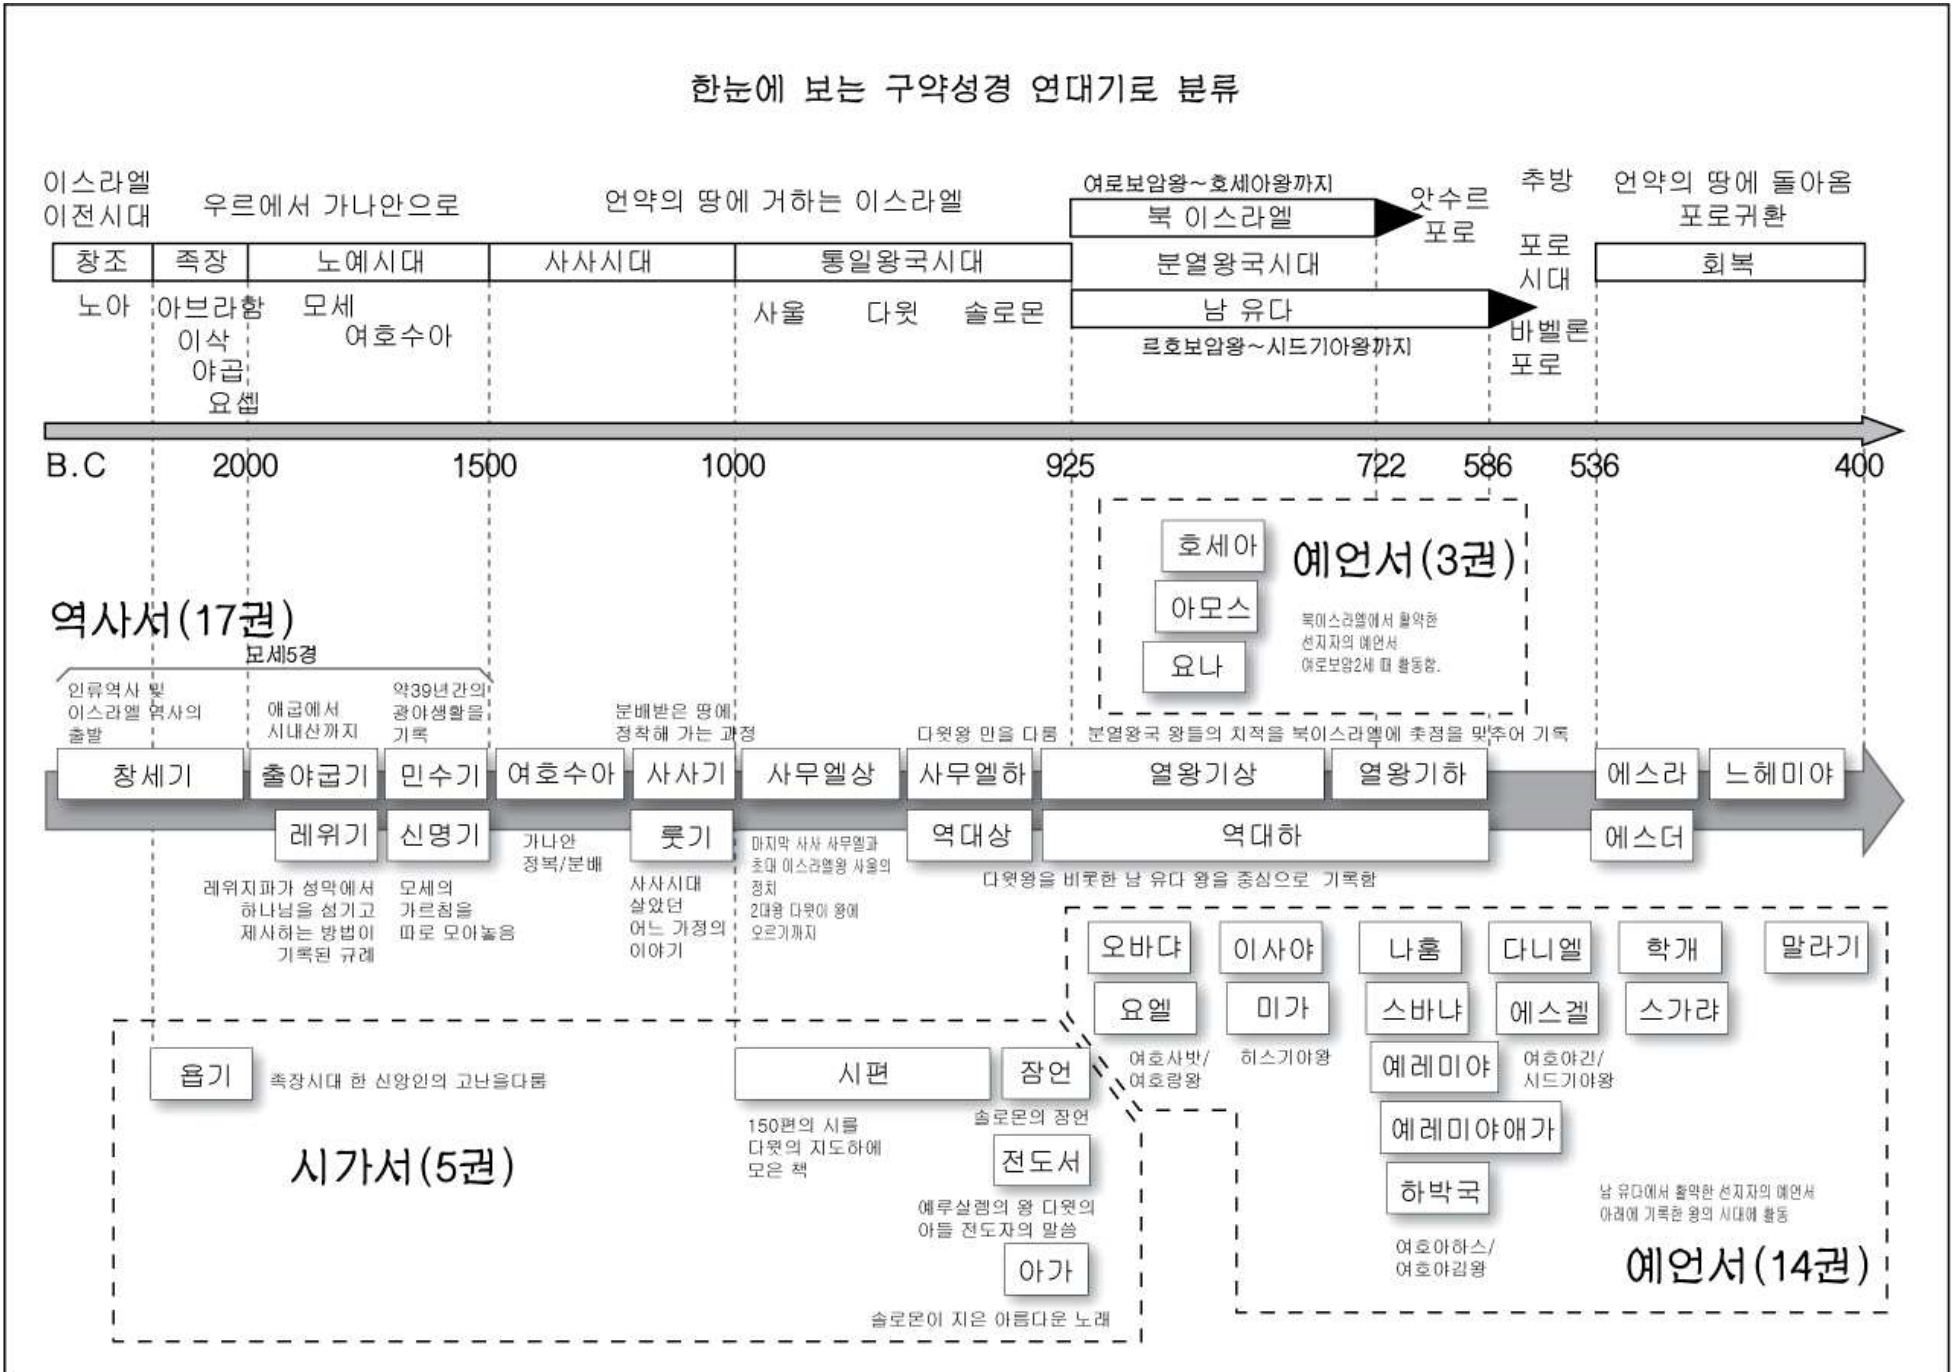 한눈에 보는 구약성경 연대기로 분류
이스라엘
이전시대
우르에서 가나안으로
언약의 땅에 거하는 이스라엘
여로보암왕~호세아왕까지
북 이스라엘
앗수르
포로
추방
언약의 땅에 돌아옴
포로귀환
창조
족장
노예시대
사사시대
통일왕국시대
분열왕국시대
포로
시대
회복
노아
아브라함
이삭
야곱
요셉
모세
여호수아
사울
다윗
솔로몬
남 유다
르호보암왕~시드기야왕까지
바벨론
포로
B.C
2000
1500
1000
925
722
586
536
400
호세아
아모스
요나
예언서(3권)
북이스라엘에서 활약한
선지자의 예언서
여로보암2세 때 활동함.
역사서(17권)
모세5경
인류역사 및
이스라엘 역사의
출발
애굽에서
시내산까지
약39년간의
광야생활을
기록
분배받은 땅에
정착해 가는 과정
다윗왕 만을 다룸
분열왕국 왕들의 치적을 북이스라엘에 촛점을 맞추어 기록
창세기
출야굽기
민수기
여호수아
사사기
사무엘상
사무엘하
열왕기상
열왕기하
에스라
느헤미야
레위기
신명기
룻기
역대상
역대하
에스더
레위지파가 성막에서
하나님을 섬기고
제사하는 방법이
기록된 규례
모세의
가르침을
따로 모아놓음
가나안
정복/분배
사사시대
살았던
어느 가정의
이야기
마지막 사사 사무엘과
초대 이스라엘왕 사울의
정치
2대왕 다윗이 왕에
오르기까지
다윗왕을 비롯한 남 유다 왕을 중심으로 기록함
오바댜
이사야
나훔
다니엘
학개
말라기
요엘
미가
스바냐
에스겔
스가랴
여호사밧/
여호람왕
히스기야왕
예레미야
여호야긴/
시드기야왕
예레미야애가
하박국
여호아하스/
여호야김왕
남 유다에서 활약한 선지자의 예언서
아래에 기록한 왕의 시대에 활동
예언서(14권)
욥기
족장시대 한 신앙인의 고난을다룸
시가서(5권)
시편
150편의 시를
다윗의 지도하에
모은 책
잠언
솔로몬의 잠언
전도서
예루살렘의 왕 다윗의
아들 전도자의 말씀
아가
솔로몬이 지은 아름다운 노래